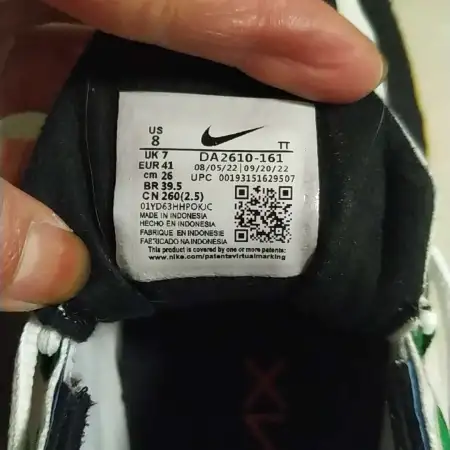 US
8
TT
UK 7
DA2610-161
EUR 41
08/05/22 09/20/22
cm 26
UPC 00193151629507
BR 39.5
CN 260(2.5)
01YD63HHPOKJC
MADE IN INDONESIA
HECHO EN INDONESIA
FABRIQUE EN INDONESIE
FABRICADO NA INDONESIA
This product is covered by one or more patents:
www.nike.com/patentsvirtualmarking